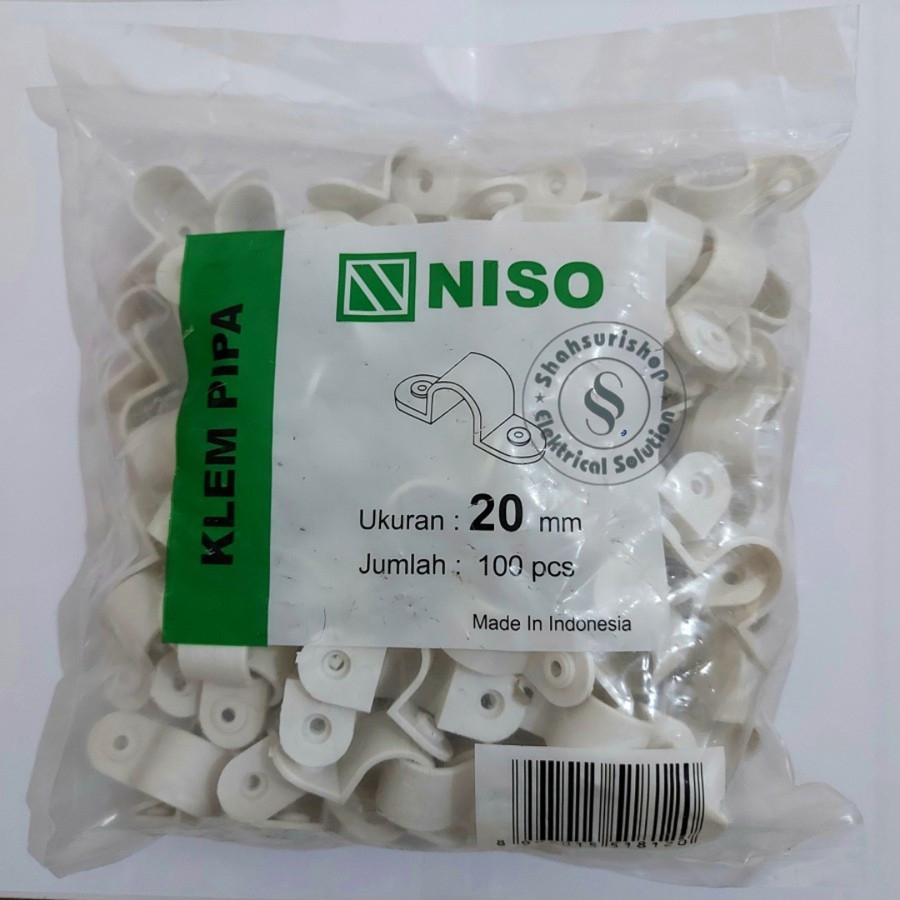 NISO
KLEM PIPA
Shahsurishop
Elektrical Solution
Ukuran : 20 mm
Jumlah : 100 pcs
Made In Indonesia